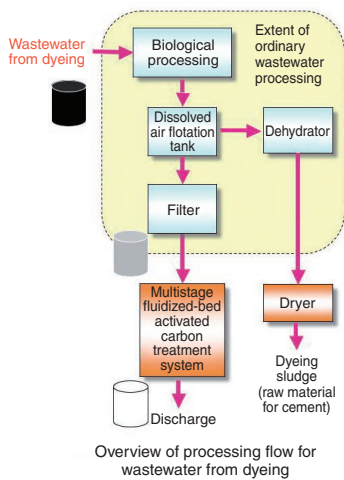 Wastewater
from dyeing
Biological
processing
Extent of
ordinary
wastewater
processing
Dissolved
air flotation
tank
Dehydrator
Filter
Multistage
fluidized-bed
activated
carbon
treatment
system
Dryer
Discharge
Dyeing
sludge
(raw material
for cement)
Overview of processing flow for
wastewater from dyeing